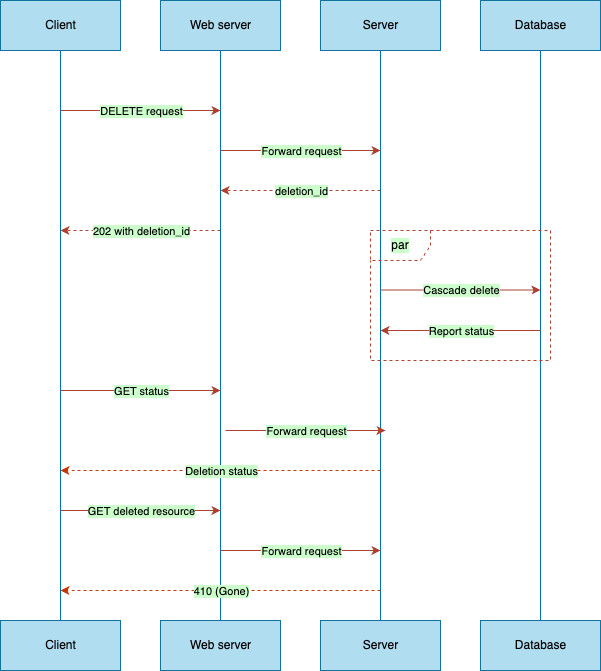 Client
Web server
Server
Database
DELETE request
Forward request
deletion_id
202 with deletion_id
par
Cascade delete
Report status
GET status
Forward request
Deletion status
GET deleted resource
Forward request
410 (Gone)
Client
Web server
Server
Database